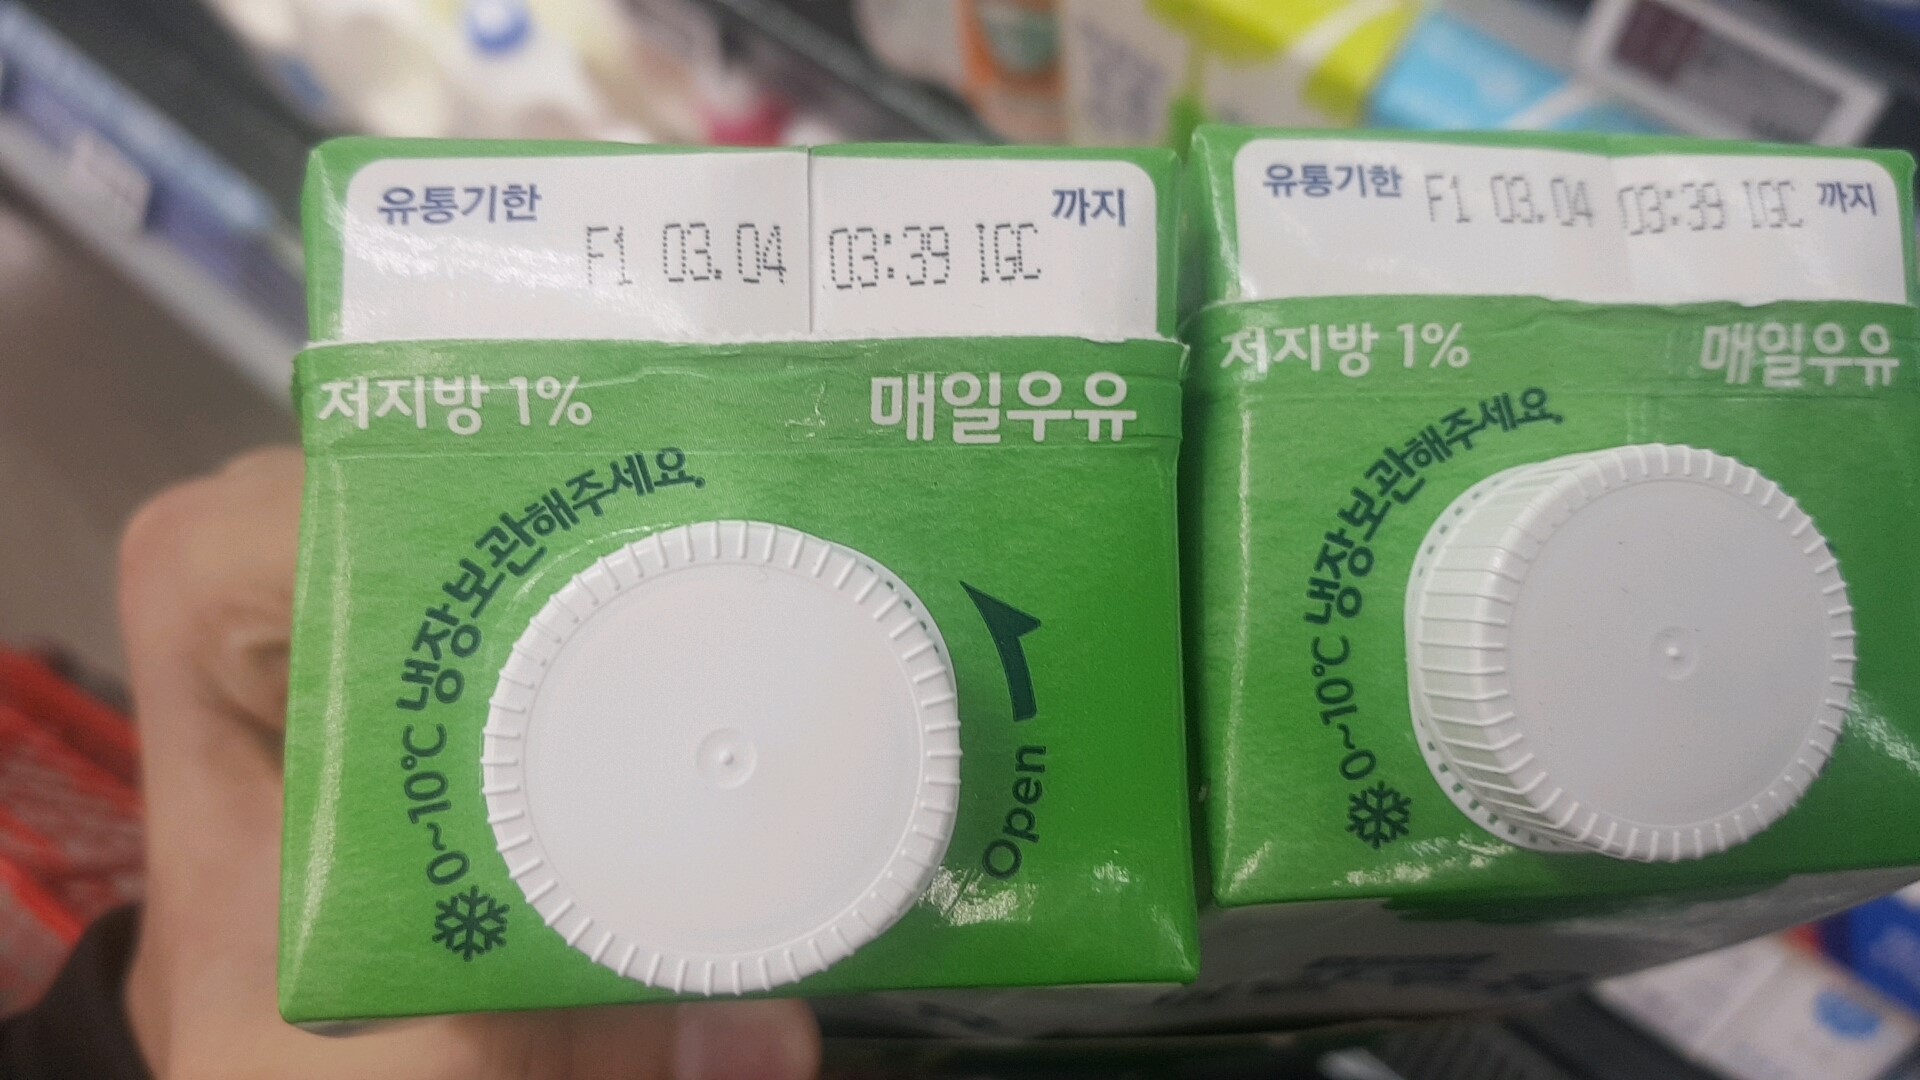 유통기한 까지
F1 03.04 03:39 IGC
저지방 1% 매일우유
0~10℃ 냉장보관해주세요.
Open
유통기한 F1 03.04 03:39 IGC 까지
저지방 1% 매일우유
0~10℃ 냉장보관해주세요.